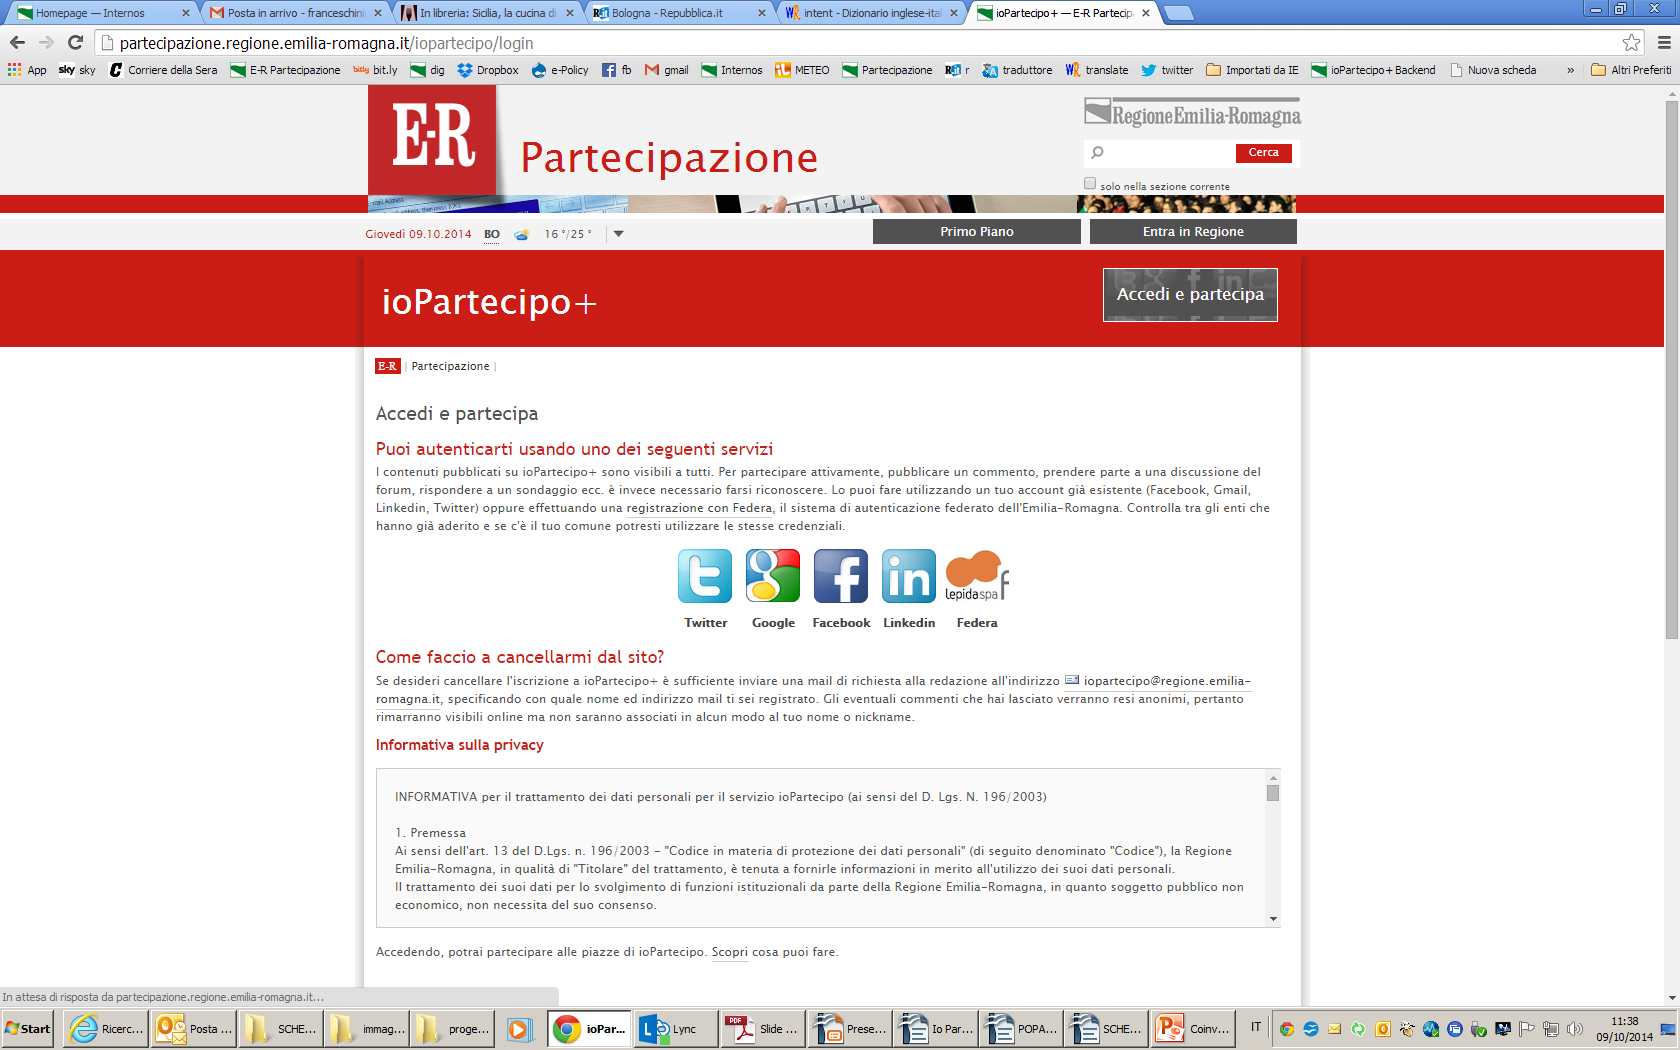 Homepage — Internos
Posta in arrivo - franceschini
In libreria: Sicilia, la cucina di
Bologna - Repubblica.it
intent - Dizionario inglese-ital
ioPartecipo+ — E-R Partecip
partecipazione.regione.emilia-romagna.it/iopartecipo/login
App sky sky Corriere della Sera E-R Partecipazione bitly bit.ly dig Dropbox e-Policy fb gmail Internos METEO Partecipazione r traduttore translate twitter Importati da IE ioPartecipo+Backend Nuova scheda » Altri Preferiti
E-R
Partecipazione
RegioneEmilia-Romagna
Cerca
solo nella sezione corrente
Giovedì 09.10.2014 BO 16 °/25 °
Primo Piano
Entra in Regione
ioPartecipo+
Accedi e partecipa
E-R | Partecipazione |
Accedi e partecipa
Puoi autenticarti usando uno dei seguenti servizi
I contenuti pubblicati su ioPartecipo+ sono visibili a tutti. Per partecipare attivamente, pubblicare un commento, prendere parte a una discussione del
forum, rispondere a un sondaggio ecc. è invece necessario farsi riconoscere. Lo puoi fare utilizzando un tuo account già esistente (Facebook, Gmail,
Linkedin, Twitter) oppure effettuando una registrazione con Federa, il sistema di autenticazione federato dell'Emilia-Romagna. Controlla tra gli enti che
hanno già aderito e se c'è il tuo comune potresti utilizzare le stesse credenziali.
lepidaspa f
Twitter Google Facebook Linkedin Federa
Come faccio a cancellarmi dal sito?
Se desideri cancellare l'iscrizione a ioPartecipo+ è sufficiente inviare una mail di richiesta alla redazione all'indirizzo iopartecipo@regione.emilia-
romagna.it, specificando con quale nome ed indirizzo mail ti sei registrato. Gli eventuali commenti che hai lasciato verranno resi anonimi, pertanto
rimarranno visibili online ma non saranno associati in alcun modo al tuo nome o nickname.
Informativa sulla privacy
INFORMATIVA per il trattamento dei dati personali per il servizio ioPartecipo (ai sensi del D. Lgs. N. 196/2003)
1. Premessa
Ai sensi dell'art. 13 del D.Lgs. n. 196/2003 - "Codice in materia di protezione dei dati personali" (di seguito denominato "Codice"), la Regione
Emilia-Romagna, in qualità di "Titolare" del trattamento, è tenuta a fornirle informazioni in merito all'utilizzo dei suoi dati personali.
Il trattamento dei suoi dati per lo svolgimento di funzioni istituzionali da parte della Regione Emilia-Romagna, in quanto soggetto pubblico non
economico, non necessita del suo consenso.
Accedendo, potrai partecipare alle piazze di ioPartecipo. Scopri cosa puoi fare.
In attesa di risposta da partecipazione.regione.emilia-romagna.it...
Start Ricerc... Posta ... SCHE... immag... proge... ioPar... Lync Slide ... Prese... Io Par... POPA... SCHE... Coinv... IT
11:38
09/10/2014